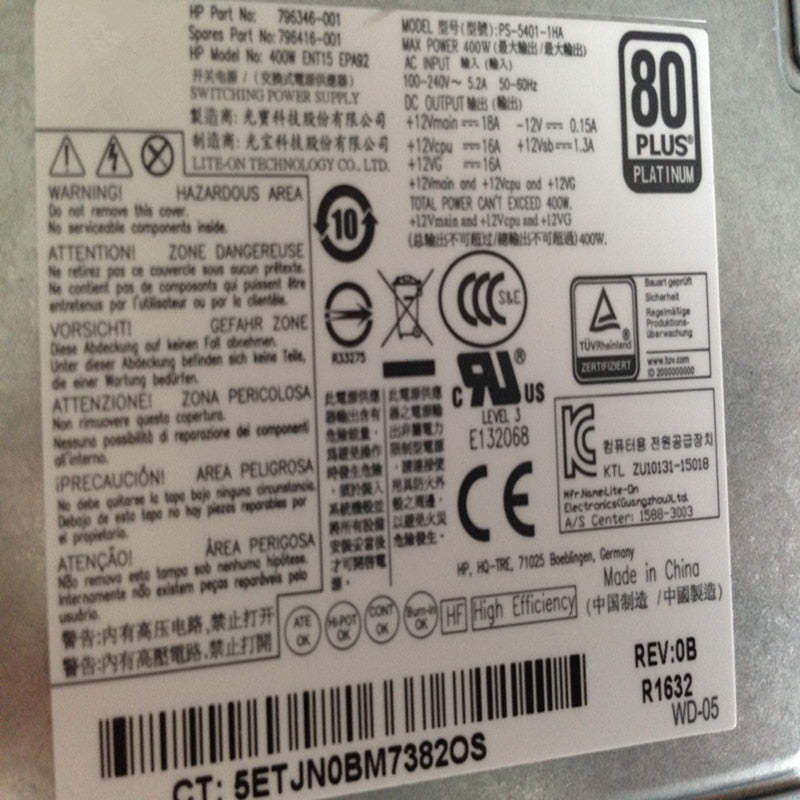 HP Part No: 796346-001
Spares Part No: 796416-001
HP Model No: 400W ENT15 EPA92
开关电源 / (交換式電源供應器)
SWITCHING POWER SUPPLY
製造商: 光寶科技股份有限公司
制造商: 光宝科技股份有限公司
LITE-ON TECHNOLOGY CO., LTD.
MODEL 型号(型號):PS-5401-1HA
MAX POWER 400W(最大输出/最大輸出)
AC INPUT 输入 (輸入)
100-240V~ 5.2A 50-60Hz
DC OUTPUT 输出 (輸出)
+12Vmain 18A -12V 0.15A
+12Vcpu 16A +12Vsb 1.3A
+12VG 16A
+12Vmain and +12Vcpu and +12VG
TOTAL POWER CAN'T EXCEED 400W.
+12Vmain and +12Vcpu and +12VG
(总输出不可超过/總輸出不可超過)400W.
80
PLUS®
PLATINUM
WARNING! HAZARDOUS AREA
Do not remove this cover.
No serviceable components inside.
ATTENTION! ZONE DANGEREUSE
Ne retirez pas ce couvercle sous aucun prétexte.
Ne contient pas de composants qui puissent être
entretenus par l'utilisateur ou par la clientèle.
VORSICHT! GEFAHR ZONE
Diese Abdeckung auf keinen Fall abnehmen.
Unter dieser Abdeckung befinden sich keine Teile,
die einer Wartung bedürfen.
ATTENZIONE! ZONA PERICOLOSA
Non rimuovere questa copertura.
Nessuna possibilità di riparazione dei componenti
all'interno.
¡PRECAUCIÓN! AREA PELIGROSA
No debe quitarse la tapa bajo ninguna circunstancia.
Debajo de esta tapa no hay piezas reparables por
el propietario.
ATENÇÃO! ÁREA PERIGOSA
Não remova esta tampa sob nenhuma hipótese.
Internamente não existem peças reparáveis pelo
usuário.
警告:内有高压电路,禁止打开
警告:內有高壓電路,禁止打開
10
R33275
CCC S&E
TÜVRheinland
ZERTIFIZIERT
Bauart geprüft
Sicherheit
Regelmäßige
Produktions-
überwachung
www.tuv.com
ID 2000000000
C RU® US
LEVEL 3
E132068
CE
KC
컴퓨터용 전원공급장치
KTL ZU10131-15018
Mfr.Name:Lite-On
Electronics(Guangzhou)Ltd.
A/S Center: 1588-3003
HP, HQ-TRE, 71025 Boeblingen, Germany
Made in China
(中国制造 /中國製造)
ATE OK
Hi-POT OK
CONT OK
Burn-in OK
HF
High Efficiency
REV:0B
R1632
WD-05
CT: 5ETJN0BM7382OS